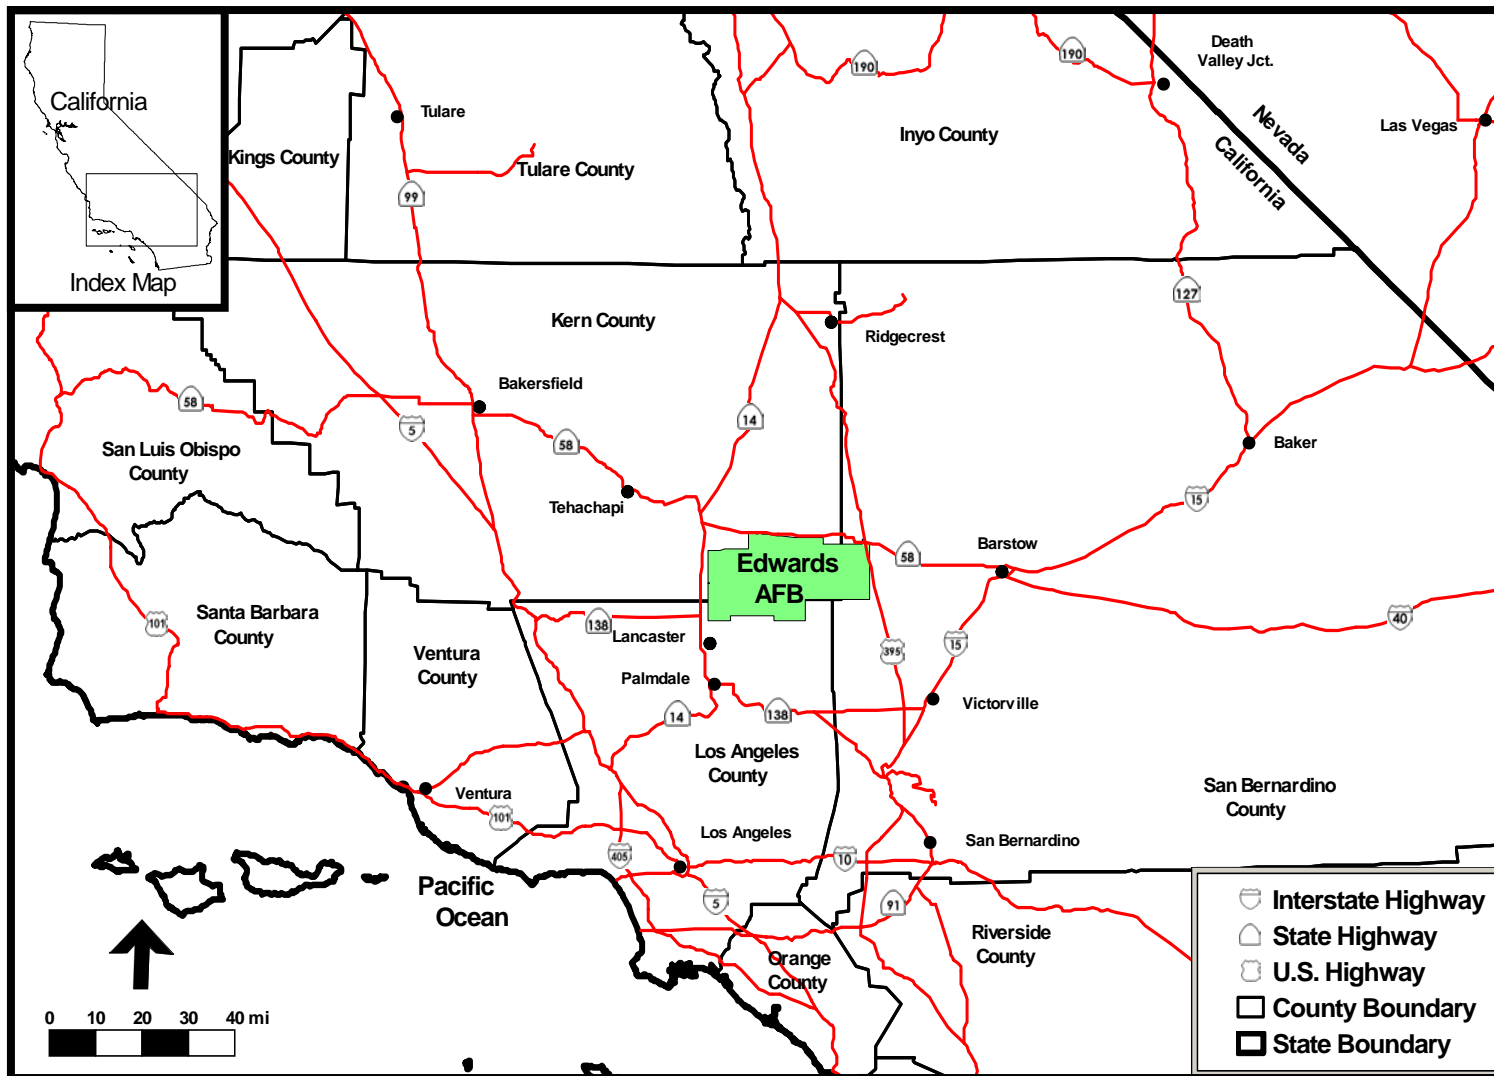 California
Index Map
Death
Valley Jct.
190
190
Nevada
California
Las Vegas
Tulare
Kings County
Tulare County
Inyo County
99
127
Kern County
Ridgecrest
Bakersfield
58
5
58
14
Baker
San Luis Obispo
County
15
Tehachapi
Barstow
58
Edwards
AFB
Santa Barbara
County
101
138
Lancaster
40
Ventura
County
395
15
Palmdale
Victorville
14
138
Los Angeles
County
Ventura
San Bernardino
County
101
Los Angeles
San Bernardino
405
10
Pacific
Ocean
5
91
Riverside
County
Orange
County
Interstate Highway
State Highway
U.S. Highway
County Boundary
State Boundary
0 10 20 30 40 mi